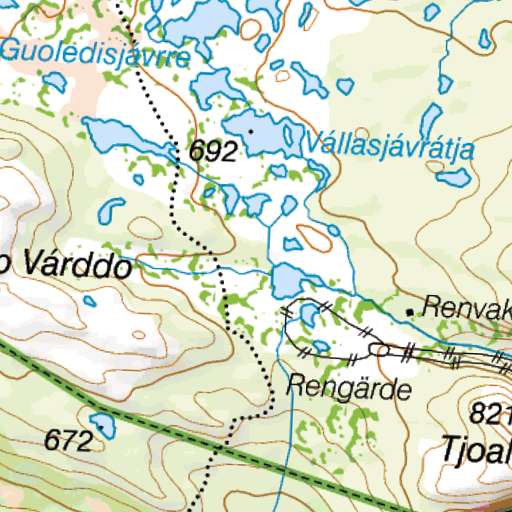 Guoledisjávrre
692
Vállasjávrátja
o Várddo
Renvak
Rengärde
821
672
Tjoal